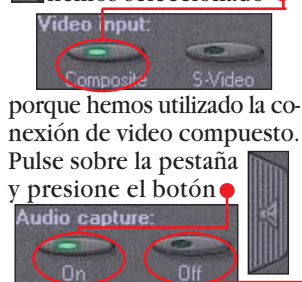 hemos seleccionado
Video input:
Composite S-Video
porque hemos utilizado la co-
nexión de video compuesto.
Pulse sobre la pestaña
y presione el botón
Audio capture:
On Off